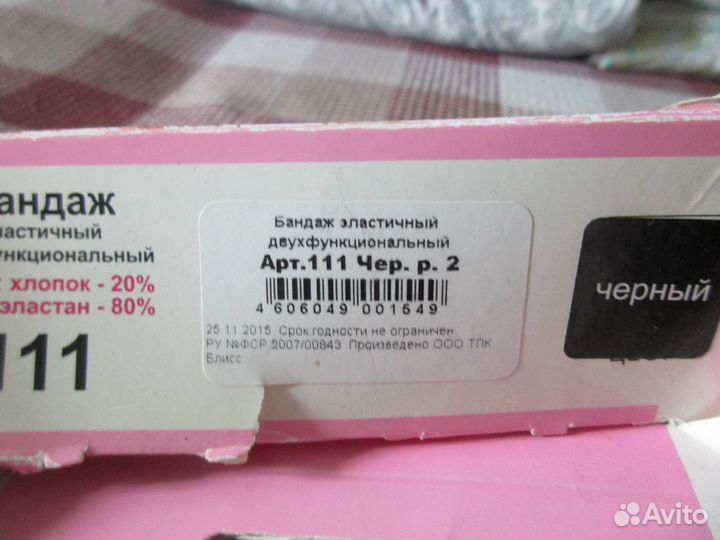 андаж
ластичный
ункциональный
хлопок - 20%
эластан - 80%
111
Бандаж эластичный
двухфункциональный
Арт.111 Чер. р. 2
4 606049 001549
25.11.2015. Срок годности не ограничен.
РУ №ФСР 2007/00843. Произведено ООО ТПК
Блисс
черный
Avito